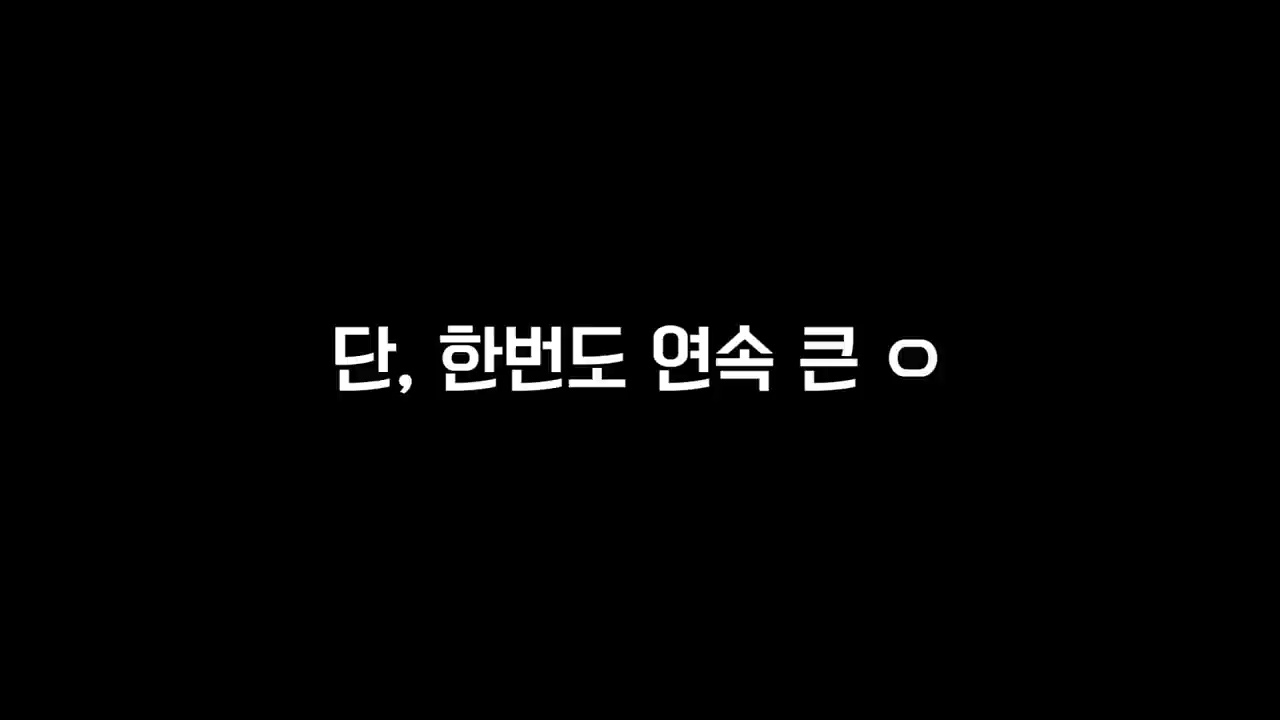 단, 한번도 연속 큰 ㅇ